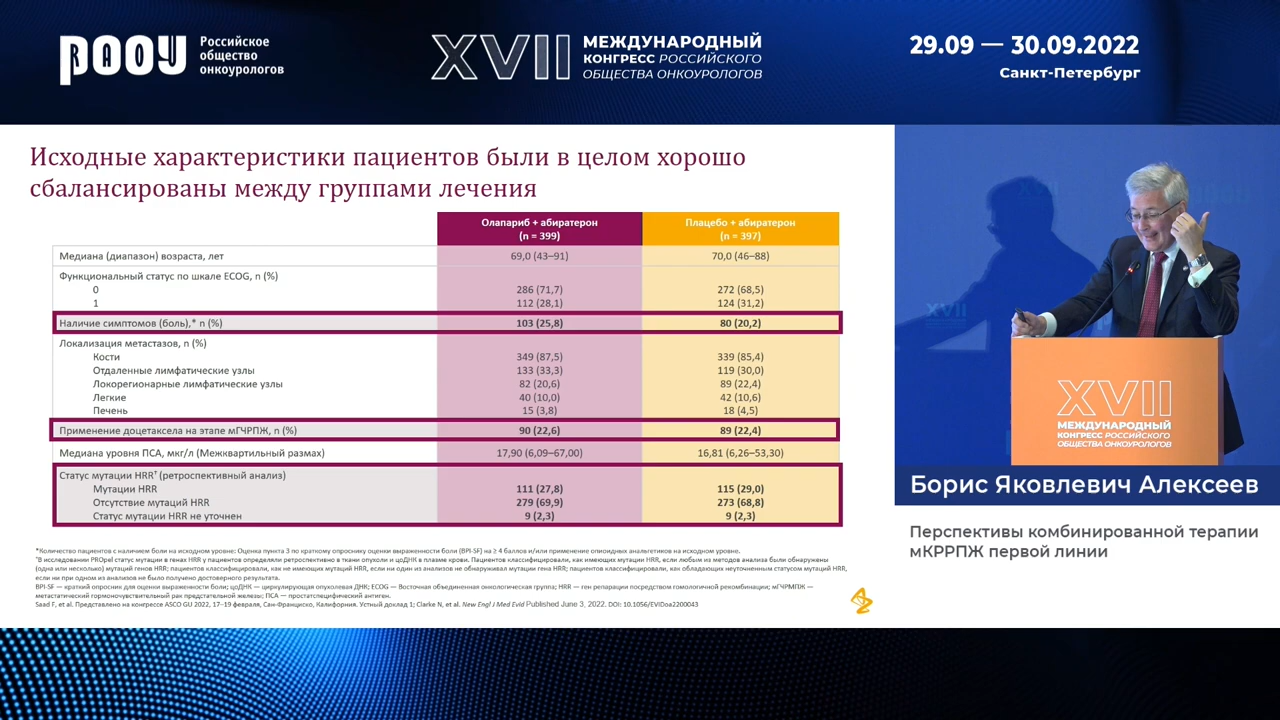 РООУ
Российское
общество
онкоурологов
XVII
МЕЖДУНАРОДНЫЙ
КОНГРЕСС РОССИЙСКОГО
ОБЩЕСТВА ОНКОУРОЛОГОВ
29.09 — 30.09.2022
Санкт-Петербург
Исходные характеристики пациентов были в целом хорошо
сбалансированы между группами лечения
Олапариб + абиратерон
(n = 399)
Плацебо + абиратерон
(n = 397)
Медиана (диапазон) возраста, лет 69,0 (43–91) 70,0 (46–88)
Функциональный статус по шкале ECOG, n (%)
0 286 (71,7) 272 (68,5)
1 112 (28,1) 124 (31,2)
Наличие симптомов (боль),* n (%) 103 (25,8) 80 (20,2)
Локализация метастазов, n (%)
Кости 349 (87,5) 339 (85,4)
Отдаленные лимфатические узлы 133 (33,3) 119 (30,0)
Локорегионарные лимфатические узлы 82 (20,6) 89 (22,4)
Легкие 40 (10,0) 42 (10,6)
Печень 15 (3,8) 18 (4,5)
Применение доцетаксела на этапе мГЧРПЖ, n (%) 90 (22,6) 89 (22,4)
Медиана уровня ПСА, мкг/л (Межквартильный размах) 17,90 (6,09–67,00) 16,81 (6,26–53,30)
Статус мутации HRR† (ретроспективный анализ)
Мутации HRR 111 (27,8) 115 (29,0)
Отсутствие мутаций HRR 279 (69,9) 273 (68,8)
Статус мутации HRR не уточнен 9 (2,3) 9 (2,3)
*Количество пациентов с наличием боли на исходном уровне: Оценка пункта 3 по краткому опроснику оценки выраженности боли (BPI-SF) на ≥ 4 баллов и/или применение опиоидных анальгетиков на исходном уровне.
†В исследовании PROpel статус мутации в генах HRR у пациентов определяли ретроспективно в ткани опухоли и цоДНК в плазме крови. Пациентов классифицировали, как имеющих мутации HRR, если любым из методов анализа были обнаружены
(одна или несколько) мутаций генов HRR; пациентов классифицировали, как не имеющих мутаций HRR, если ни один из анализов не обнаруживал мутации гена HRR; пациентов классифицировали, как обладающих неуточненным статусом мутаций HRR,
если ни при одном из анализов не было получено достоверного результата.
BPI-SF — краткий опросник для оценки выраженности боли; цоДНК — циркулирующая опухолевая ДНК; ECOG — Восточная объединенная онкологическая группа; HRR — ген репарации посредством гомологичной рекомбинации; мГЧРМПЖ —
метастатический гормоночувствительный рак предстательной железы; ПСА — простатспецифический антиген.
Saad F, et al. Представлено на конгрессе ASCO GU 2022, 17–19 февраля, Сан-Франциско, Калифорния. Устный доклад 1; Clarke N, et al. New Engl J Med Evid Published June 3, 2022. DOI: 10.1056/EVIDoa2200043
XVII
XVII
МЕЖДУНАРОДНЫЙ
КОНГРЕСС РОССИЙСКОГО
ОБЩЕСТВА ОНКОУРОЛОГОВ
Борис Яковлевич Алексеев
Перспективы комбинированной терапии
мКРРПЖ первой линии